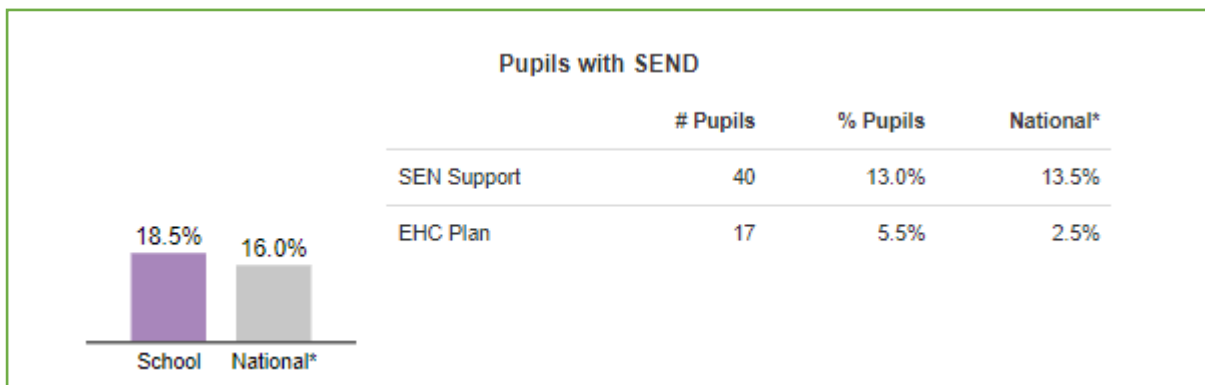 Pupils with SEND
# Pupils % Pupils National*
SEN Support 40 13.0% 13.5%
EHC Plan 17 5.5% 2.5%
18.5% 16.0%
School National*